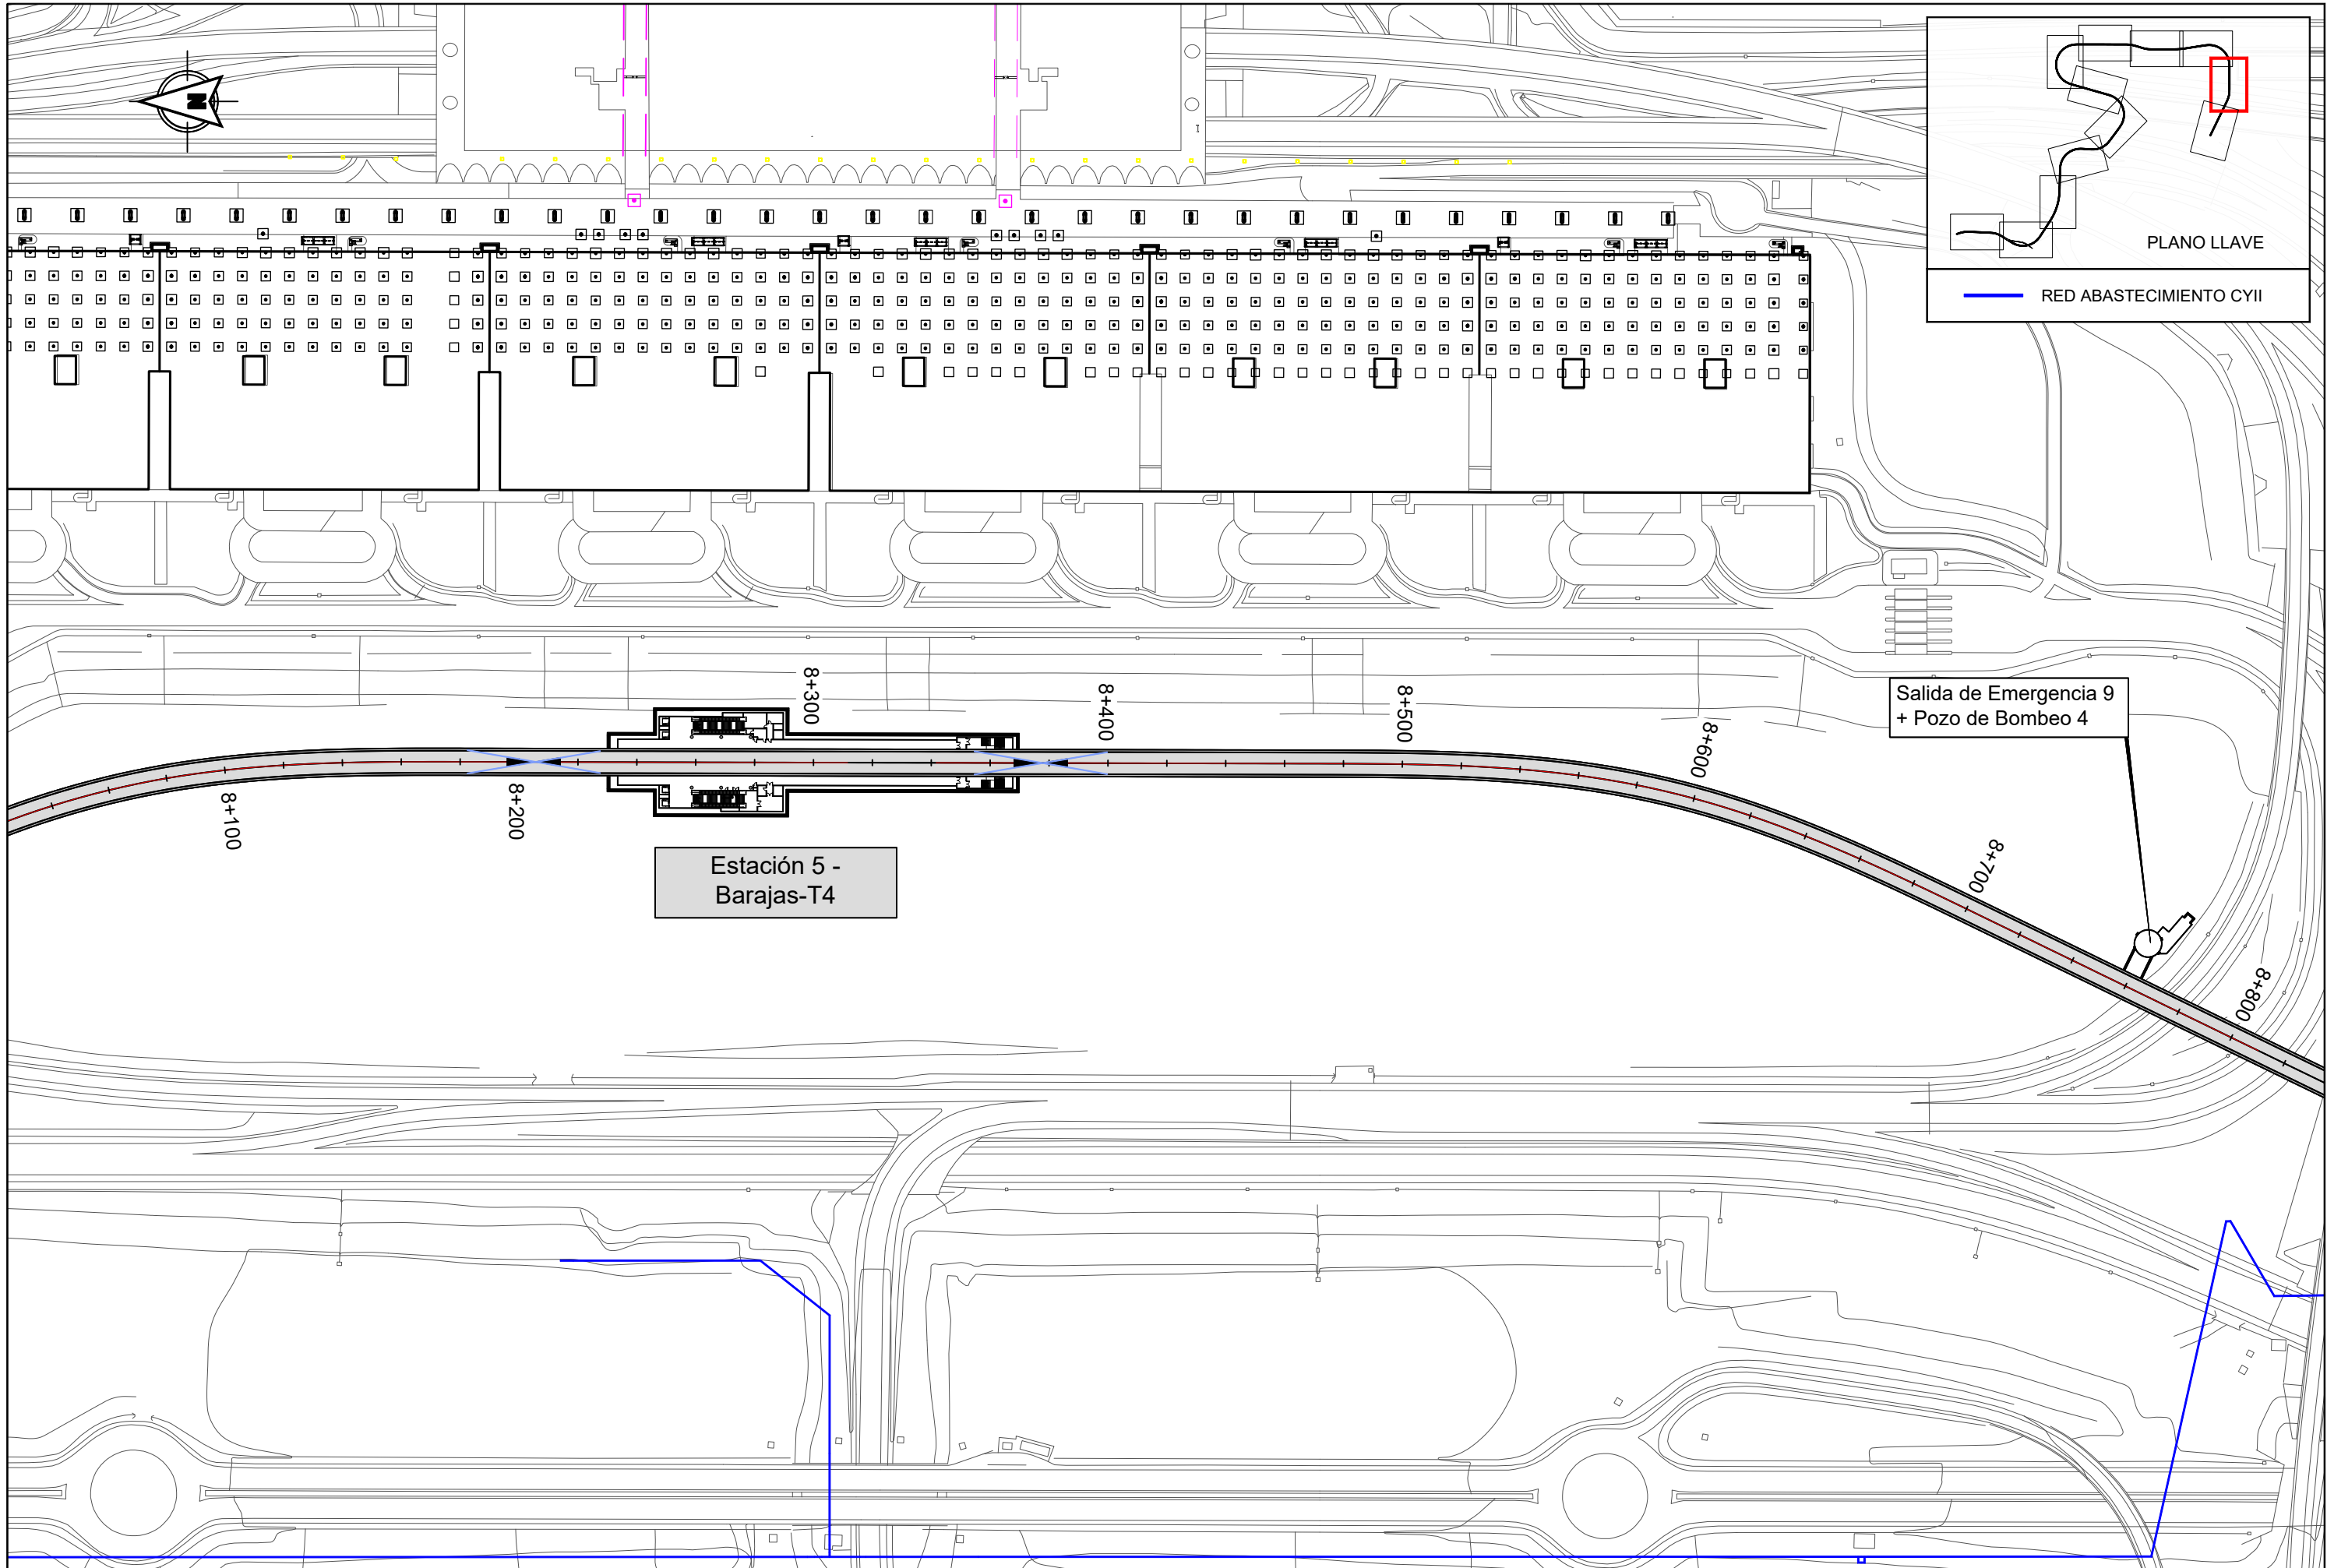 N
PLANO LLAVE
RED ABASTECIMIENTO CYII
8+300
8+400
8+500
8+600
Salida de Emergencia 9
+ Pozo de Bombeo 4
8+100
8+200
8+700
8+800
Estación 5 -
Barajas-T4